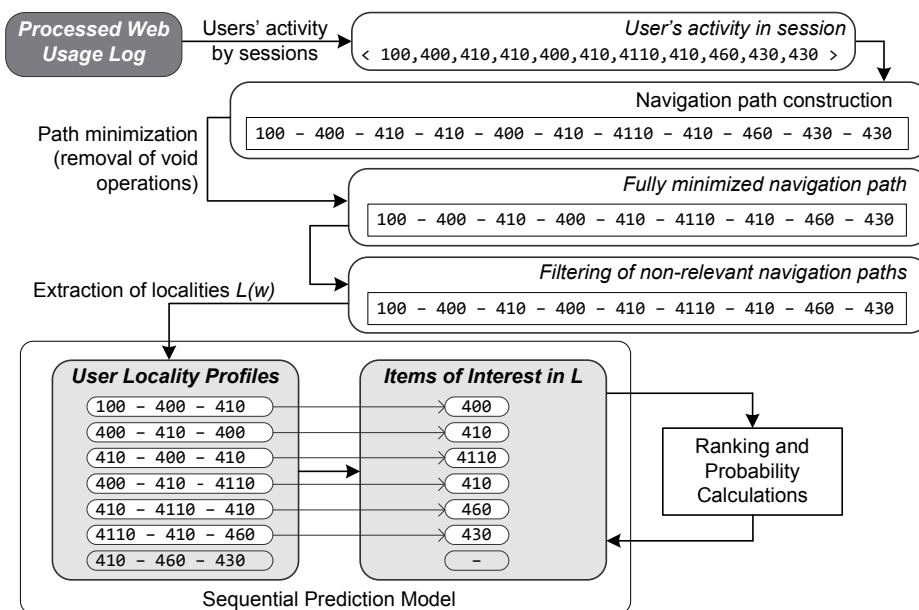 Processed Web
Usage Log
Users’ activity
by sessions
User’s activity in session
< 100,400,410,410,400,410,4110,410,460,430,430 >
Navigation path construction
100 – 400 – 410 – 410 – 400 – 410 – 4110 – 410 – 460 – 430 – 430
Path minimization
(removal of void
operations)
Fully minimized navigation path
100 – 400 – 410 – 400 – 410 – 4110 – 410 – 460 – 430
Filtering of non-relevant navigation paths
100 – 400 – 410 – 400 – 410 – 4110 – 410 – 460 – 430
Extraction of localities L(w)
User Locality Profiles
Items of Interest in L
100 – 400 – 410
400
400 – 410 – 400
410
410 – 400 – 410
4110
400 – 410 - 4110
410
410 – 4110 – 410
460
4110 – 410 – 460
430
410 – 460 – 430
–
Ranking and
Probability
Calculations
Sequential Prediction Model